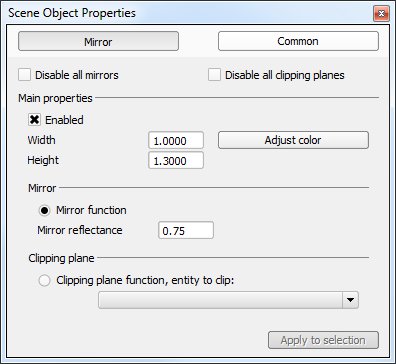 Scene Object Properties
Mirror Common
Disable all mirrors Disable all clipping planes
Main properties
Enabled
Width 1.0000 Adjust color
Height 1.3000
Mirror
Mirror function
Mirror reflectance 0.75
Clipping plane
Clipping plane function, entity to clip:
Apply to selection